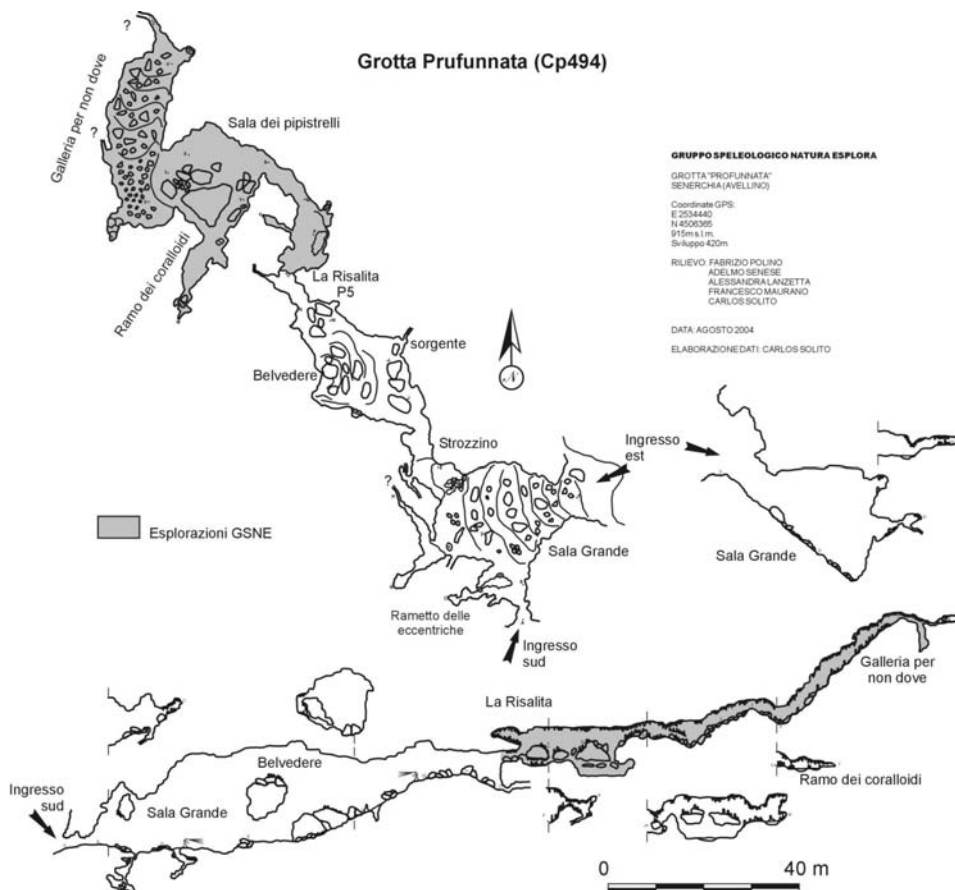 Grotta Prufunnata (Cp494)
?
Galleria per non dove
?
Sala dei pipistrelli
Ramo dei coralloidi
GRUPPO SPELEOLOGICO NATURA ESPLORA
GROTTA "PROFUNNATA"
SENERCHIA (AVELLINO)
Coordinate GPS:
E 2534440
N 4506365
915m s.l.m.
Sviluppo 420m
RILIEVO: FABRIZIO POLINO
ADELMO SENESE
ALESSANDRA LANZETTA
FRANCESCO MAURANO
CARLOS SOLITO
DATA: AGOSTO 2004
ELABORAZIONE DATI: CARLOS SOLITO
La Risalita
P5
sorgente
Belvedere
N
Strozzino
Ingresso
est
?
Esplorazioni GSNE
Sala Grande
Sala Grande
Rametto delle
eccentriche
Ingresso
sud
Galleria per
non dove
La Risalita
Belvedere
Ramo dei coralloidi
Ingresso
sud
Sala Grande
0 40 m